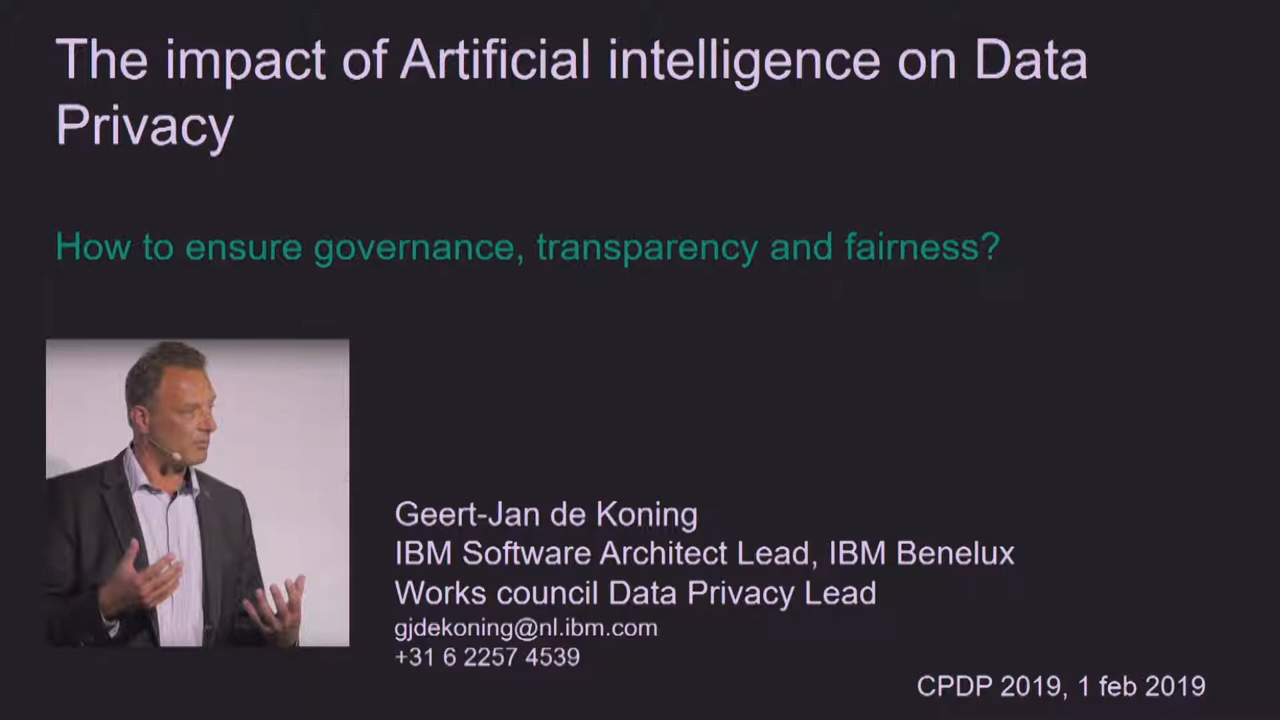 The impact of Artificial intelligence on Data
Privacy
How to ensure governance, transparency and fairness?
Geert-Jan de Koning
IBM Software Architect Lead, IBM Benelux
Works council Data Privacy Lead
gjdekoning@nl.ibm.com
+31 6 2257 4539
CPDP 2019, 1 feb 2019